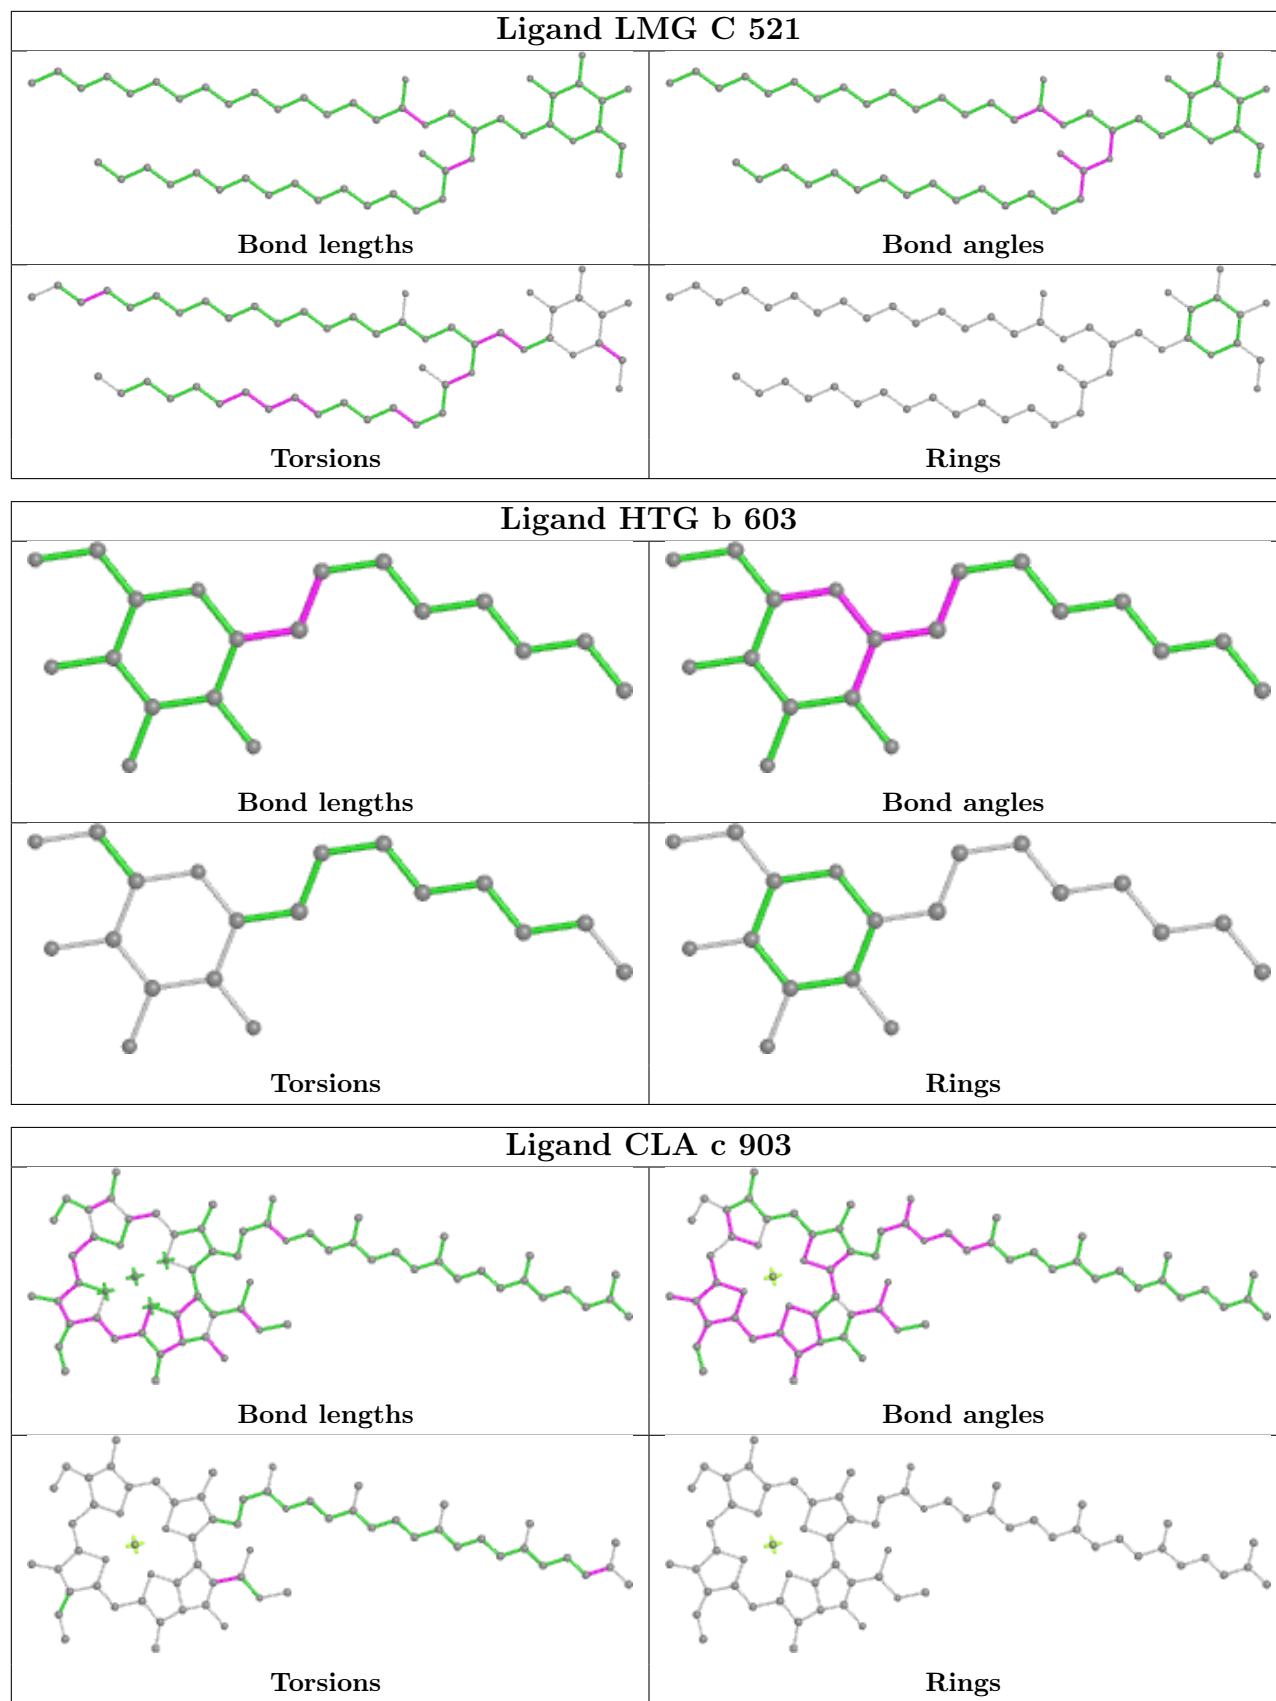 Ligand LMG C 521
Bond lengths
Bond angles
Torsions
Rings
Ligand HTG b 603
Bond lengths
Bond angles
Torsions
Rings
Ligand CLA c 903
Bond lengths
Bond angles
Torsions
Rings